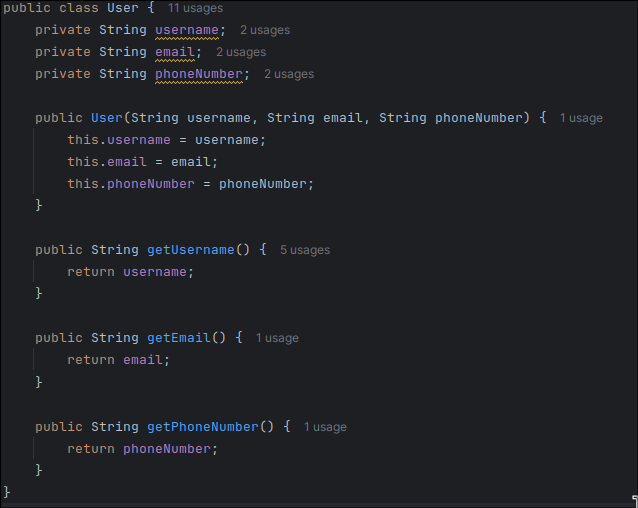 public class User {  11 usages
    private String username;  2 usages
    private String email;  2 usages
    private String phoneNumber;  2 usages
    public User(String username, String email, String phoneNumber) {  1 usage
        this.username = username;
        this.email = email;
        this.phoneNumber = phoneNumber;
    }
    public String getUsername() {  5 usages
        return username;
    }
    public String getEmail() {  1 usage
        return email;
    }
    public String getPhoneNumber() {  1 usage
        return phoneNumber;
    }
}